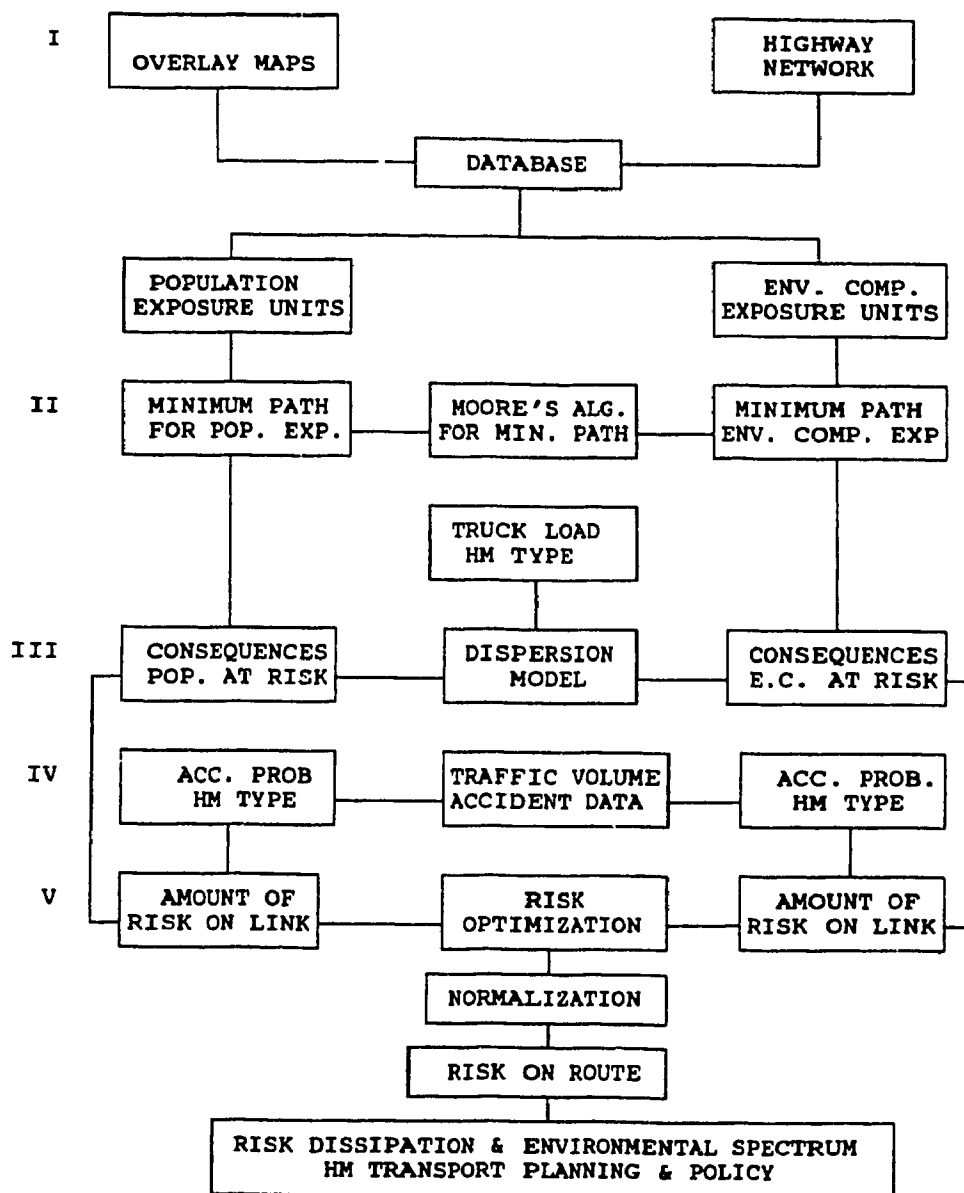 I
OVERLAY MAPS
HIGHWAY
NETWORK
DATABASE
POPULATION
EXPOSURE UNITS
ENV. COMP.
EXPOSURE UNITS
II
MINIMUM PATH
FOR POP. EXP.
MOORE'S ALG.
FOR MIN. PATH
MINIMUM PATH
ENV. COMP. EXP
TRUCK LOAD
HM TYPE
III
CONSEQUENCES
POP. AT RISK
DISPERSION
MODEL
CONSEQUENCES
E.C. AT RISK
IV
ACC. PROB
HM TYPE
TRAFFIC VOLUME
ACCIDENT DATA
ACC. PROB.
HM TYPE
V
AMOUNT OF
RISK ON LINK
RISK
OPTIMIZATION
AMOUNT OF
RISK ON LINK
NORMALIZATION
RISK ON ROUTE
RISK DISSIPATION & ENVIRONMENTAL SPECTRUM
HM TRANSPORT PLANNING & POLICY